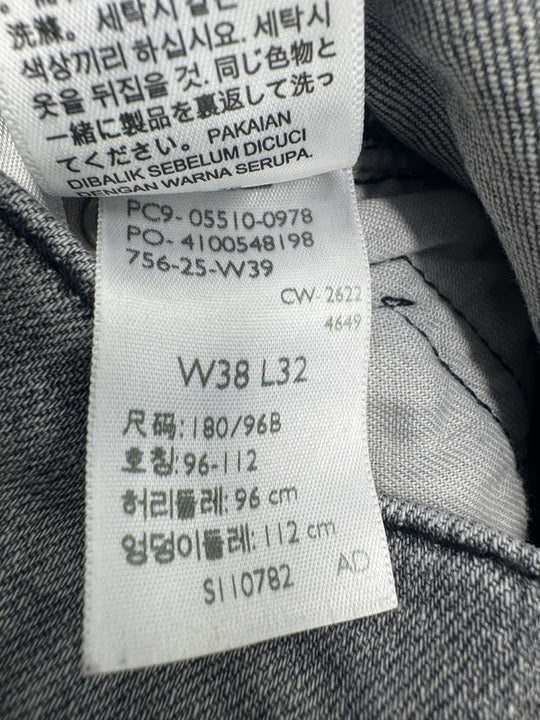 洗滌。세탁시 같은
색상끼리 하십시요. 세탁시
옷을 뒤집을 것. 同じ色物と
一緒に製品を裏返して洗っ
てください。PAKAIAN
DIBALIK SEBELUM DICUCI
DENGAN WARNA SERUPA.
PC9-05510-0978
PO-4100548198
756-25-W39
CW-2622
4649
W38 L32
尺码:180/96B
호칭:96-112
허리둘레: 96 cm
엉덩이둘레: 112 cm
S110782 AD